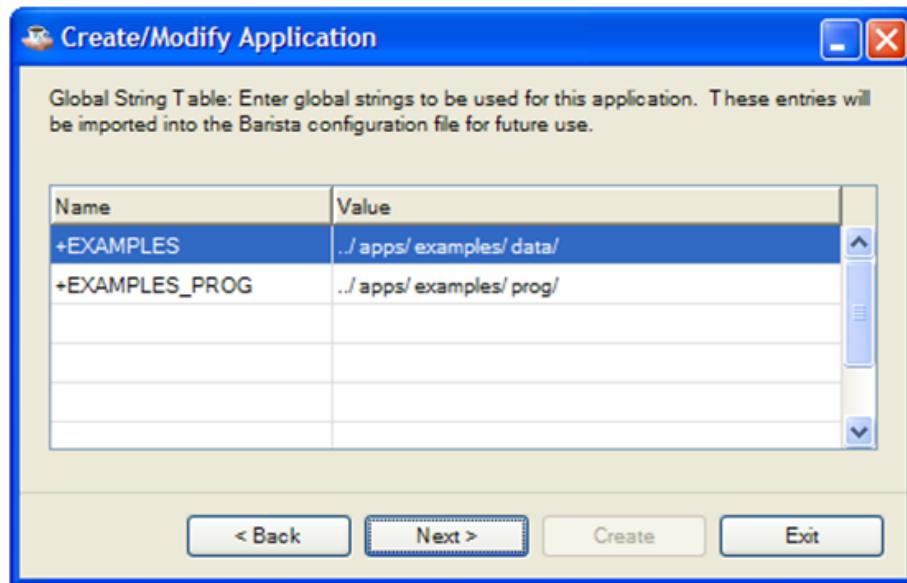 Create/Modify Application
Global String Table: Enter global strings to be used for this application.  These entries will
be imported into the Barista configuration file for future use.
Name Value
+EXAMPLES ../apps/examples/data/
+EXAMPLES_PROG ../apps/examples/prog/
< Back Next > Create Exit